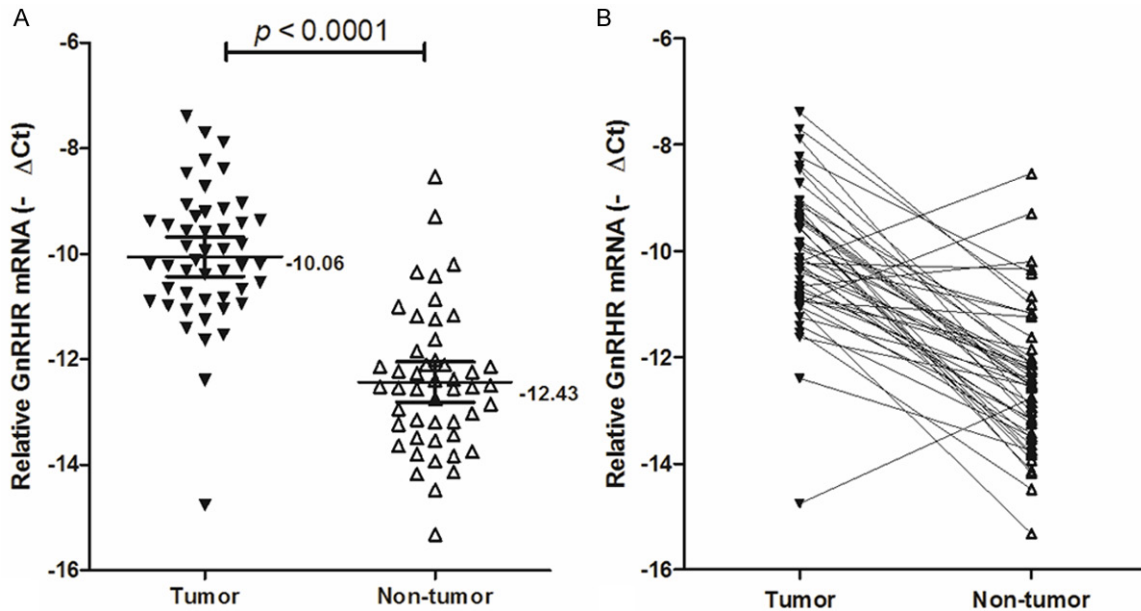 A
p < 0.0001
Relative GnRHR mRNA (- ΔCt)
-6
-8
-10
-12
-14
-16
-10.06
-12.43
Tumor
Non-tumor
B
Relative GnRHR mRNA (- ΔCt)
-6
-8
-10
-12
-14
-16
Tumor
Non-tumor